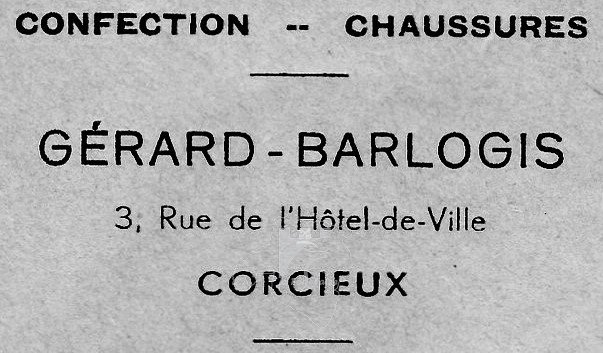 CONFECTION -- CHAUSSURES
GÉRARD - BARLOGIS
3, Rue de l'Hôtel-de-Ville
CORCIEUX